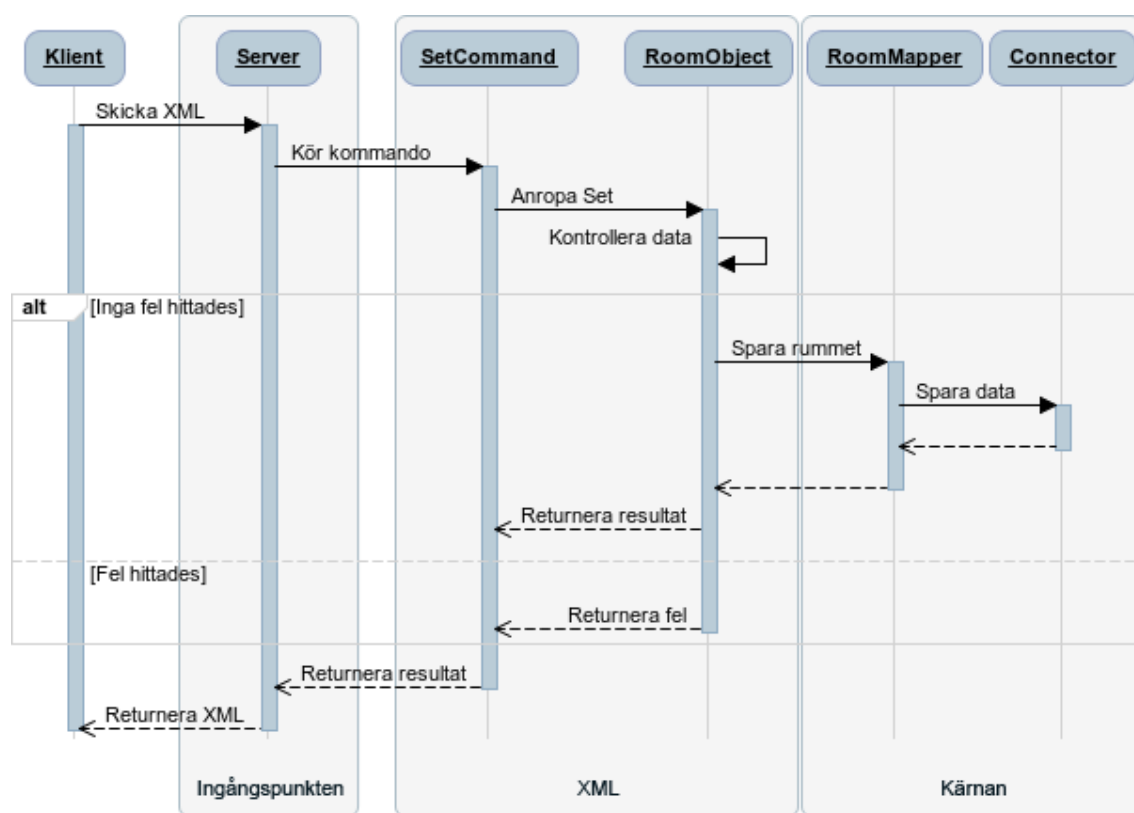 Klient
Server
SetCommand
RoomObject
RoomMapper
Connector
Skicka XML
Kör kommando
Anropa Set
Kontrollera data
alt
[Inga fel hittades]
Spara rummet
Spara data
Returnera resultat
[Fel hittades]
Returnera fel
Returnera resultat
Returnera XML
Ingångspunkten
XML
Kärnan